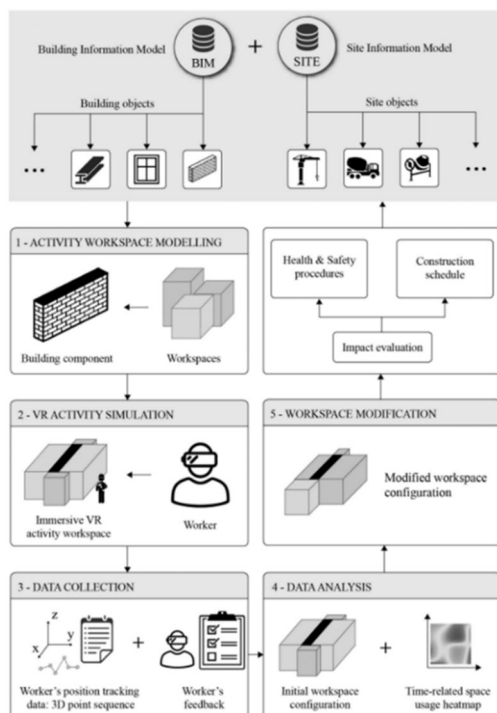 Building Information Model
BIM
+
SITE
Site Information Model
Building objects
Site objects
...
...
1 - ACTIVITY WORKSPACE MODELLING
Building component
Workspaces
Health & Safety
procedures
Construction
schedule
Impact evaluation
2 - VR ACTIVITY SIMULATION
Immersive VR
activity workspace
Worker
5 - WORKSPACE MODIFICATION
Modified workspace
configuration
3 - DATA COLLECTION
z
y
x
+
Worker's position tracking
data: 3D point sequence
Worker's
feedback
4 - DATA ANALYSIS
+
Initial workspace
configuration
Time-related space
usage heatmap